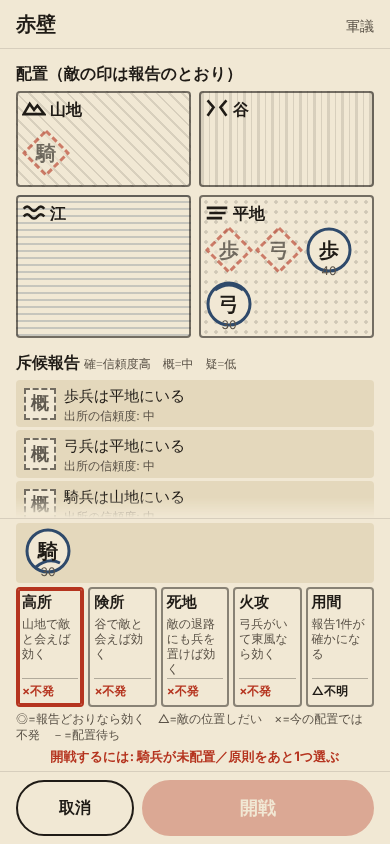 赤壁
軍議
配置（敵の印は報告のとおり）
山地
騎
谷
江
平地
歩
弓
歩
40
弓
30
斥候報告 確=信頼度高 概=中 疑=低
概
歩兵は平地にいる
出所の信頼度: 中
概
弓兵は平地にいる
出所の信頼度: 中
概
騎兵は山地にいる
出所の信頼度: 中
騎
30
高所
山地で敵
と会えば
効く
×不発
険所
谷で敵と
会えば効
く
×不発
死地
敵の退路
にも兵を
置けば効
く
×不発
火攻
弓兵がい
て東風な
ら効く
×不発
用間
報告1件が
確かにな
る
△不明
◎=報告どおりなら効く △=敵の位置しだい ×=今の配置では
不発 －=配置待ち
開戦するには: 騎兵が未配置／原則をあと1つ選ぶ
取消
開戦